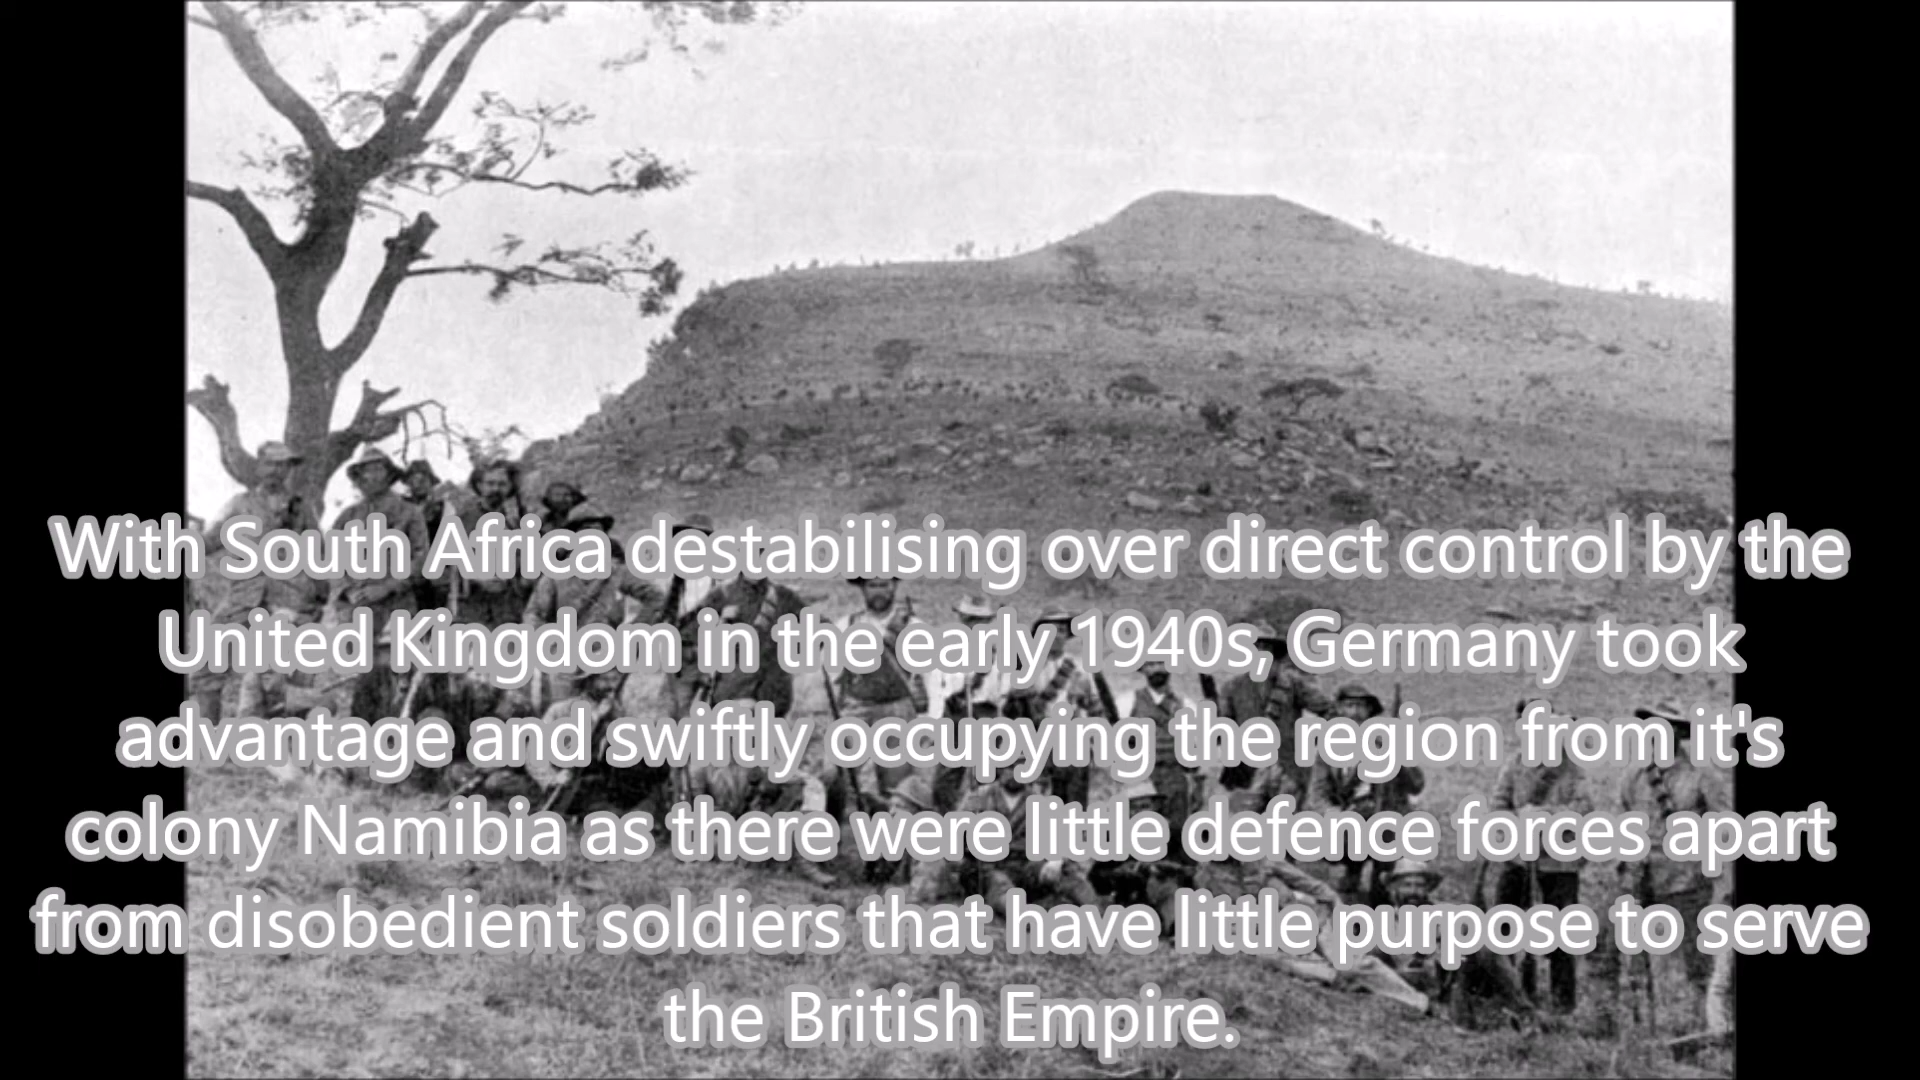 With South Africa destabilising over direct control by the
United Kingdom in the early 1940s, Germany took
advantage and swiftly occupying the region from it's
colony Namibia as there were little defence forces apart
from disobedient soldiers that have little purpose to serve
the British Empire.